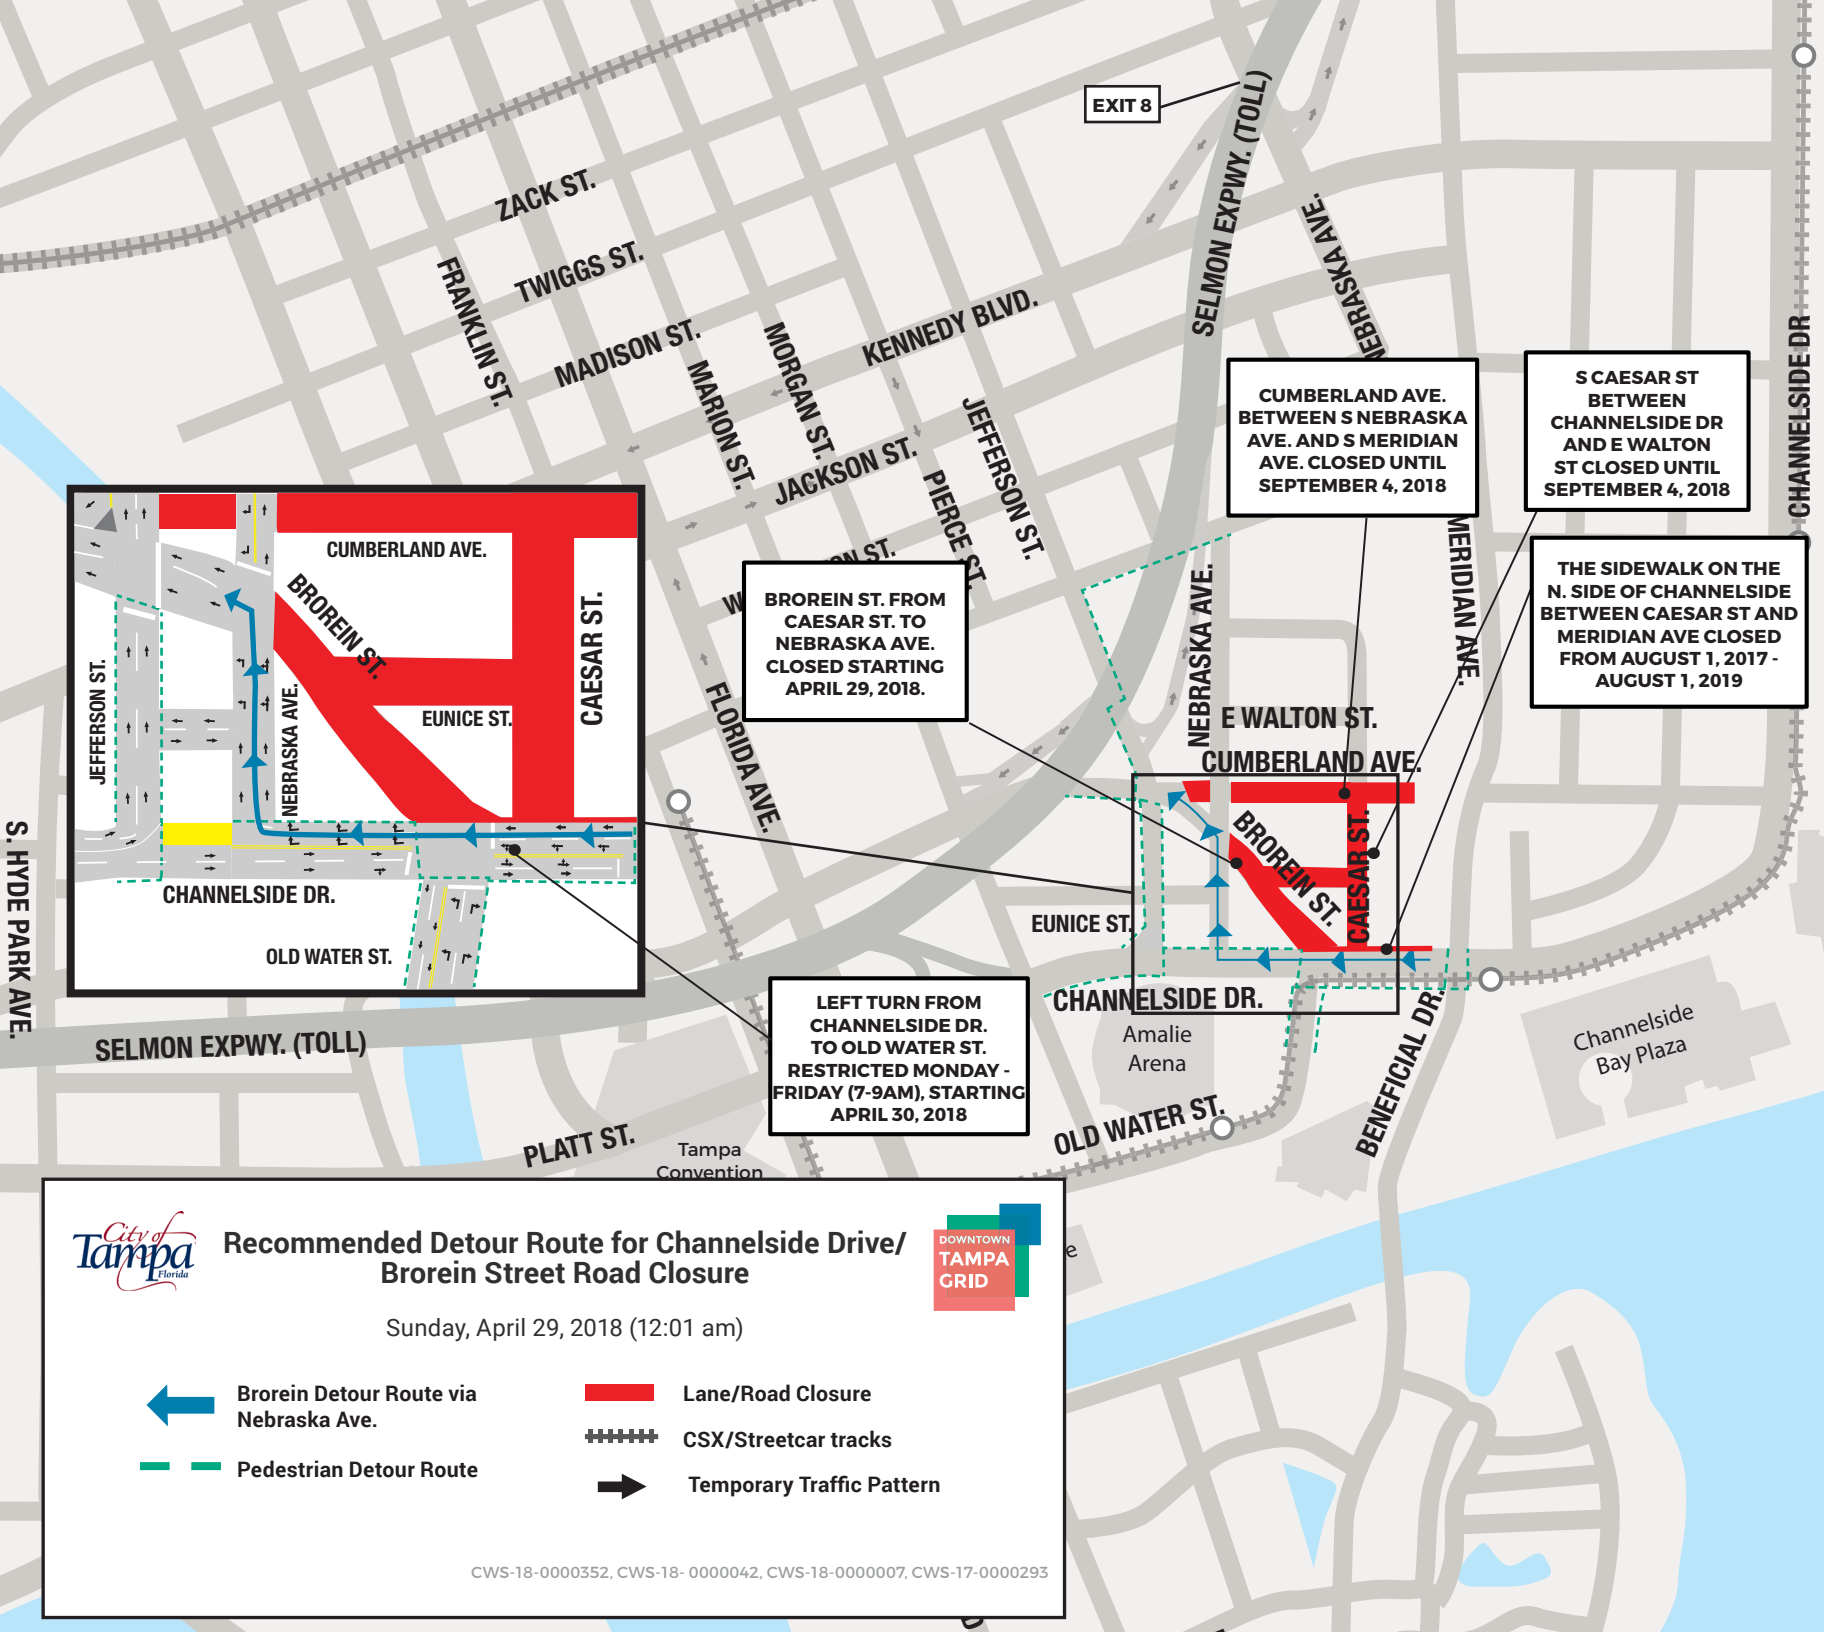 EXIT 8
SELMON EXPWY. (TOLL)
ZACK ST.
TWIGGS ST.
FRANKLIN ST.
MADISON ST.
MARION ST.
MORGAN ST.
KENNEDY BLVD.
JACKSON ST.
PIERCE ST.
JEFFERSON ST.
NEBRASKA AVE.
NEBRASKA AVE.
MERIDIAN AVE.
CHANNELSIDE DR
CUMBERLAND AVE.
BETWEEN S NEBRASKA
AVE. AND S MERIDIAN
AVE. CLOSED UNTIL
SEPTEMBER 4, 2018
S CAESAR ST
BETWEEN
CHANNELSIDE DR
AND E WALTON
ST CLOSED UNTIL
SEPTEMBER 4, 2018
THE SIDEWALK ON THE
N. SIDE OF CHANNELSIDE
BETWEEN CAESAR ST AND
MERIDIAN AVE CLOSED
FROM AUGUST 1, 2017 -
AUGUST 1, 2019
BROREIN ST. FROM
CAESAR ST. TO
NEBRASKA AVE.
CLOSED STARTING
APRIL 29, 2018.
NEBRASKA AVE.
E WALTON ST.
CUMBERLAND AVE.
BROREIN ST.
CAESAR ST.
EUNICE ST.
CHANNELSIDE DR.
FLORIDA AVE.
CUMBERLAND AVE.
BROREIN ST.
CAESAR ST.
EUNICE ST.
JEFFERSON ST.
NEBRASKA AVE.
CHANNELSIDE DR.
OLD WATER ST.
S. HYDE PARK AVE.
SELMON EXPWY. (TOLL)
LEFT TURN FROM
CHANNELSIDE DR.
TO OLD WATER ST.
RESTRICTED MONDAY -
FRIDAY (7-9AM), STARTING
APRIL 30, 2018
Amalie
Arena
Channelside
Bay Plaza
BENEFICIAL DR.
OLD WATER ST.
PLATT ST.
Tampa
Convention
City of
Tampa
Florida
Recommended Detour Route for Channelside Drive/
Brorein Street Road Closure
Sunday, April 29, 2018 (12:01 am)
DOWNTOWN
TAMPA
GRID
Brorein Detour Route via
Nebraska Ave.
Pedestrian Detour Route
Lane/Road Closure
CSX/Streetcar tracks
Temporary Traffic Pattern
CWS-18-0000352, CWS-18- 0000042, CWS-18-0000007, CWS-17-0000293